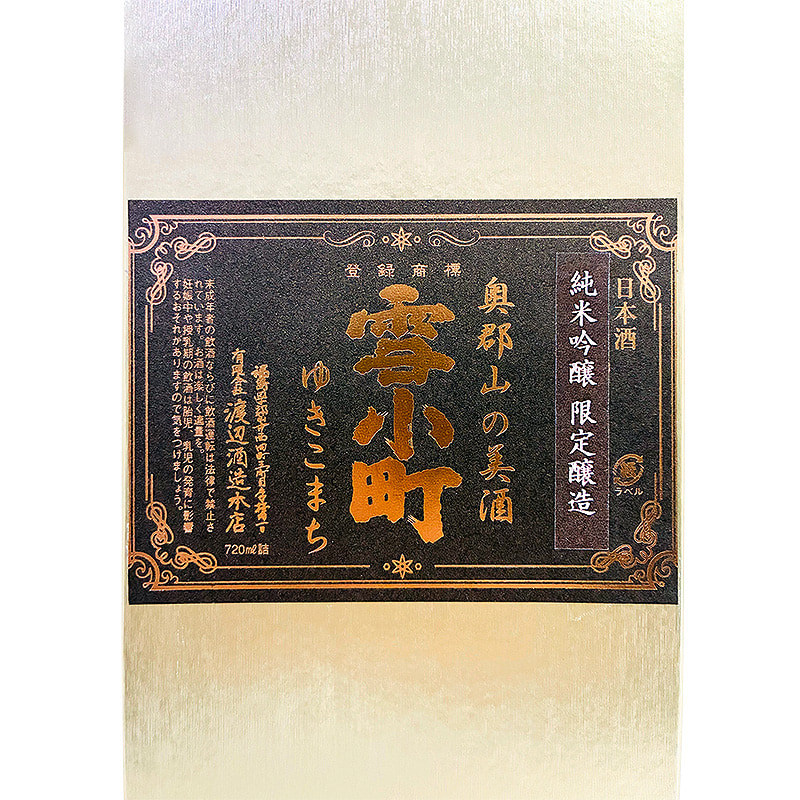 登録商標
日本酒
純米吟醸 限定醸造
ラベル
奥郡山の美酒
雪小町
ゆきこまち
有限会社 渡辺酒造本店
720ml詰
未成年者の飲酒ならびに飲酒運転は法律で禁止さ
れています。お酒は楽しく適量を。
妊娠中や授乳期の飲酒は胎児、乳児の発育に影響
するおそれがありますので気をつけましょう。